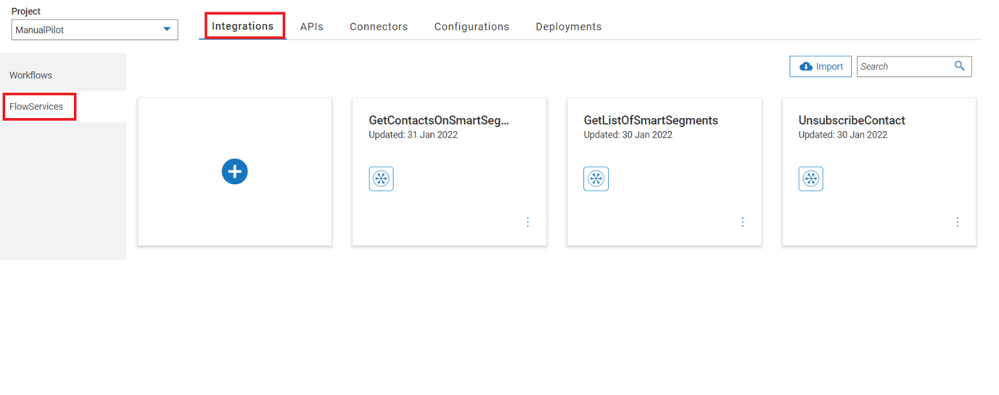 Project
ManualPilot
Integrations APIs Connectors Configurations Deployments
Import Search
Workflows
FlowServices
GetContactsOnSmartSeg... GetListOfSmartSegments UnsubscribeContact
Updated: 31 Jan 2022 Updated: 30 Jan 2022 Updated: 30 Jan 2022